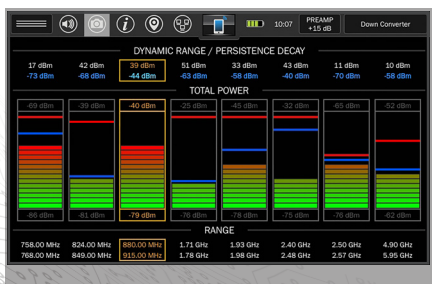 10:07
PREAMP
+15 dB
Down Converter
DYNAMIC RANGE / PERSISTENCE DECAY
17 dBm 42 dBm 39 dBm 51 dBm 33 dBm 43 dBm 11 dBm 10 dBm
-73 dBm -68 dBm -44 dBm -63 dBm -58 dBm -40 dBm -70 dBm -58 dBm
TOTAL POWER
-69 dBm -39 dBm -40 dBm -25 dBm -45 dBm -32 dBm -65 dBm -52 dBm
-86 dBm -81 dBm -79 dBm -76 dBm -78 dBm -75 dBm -76 dBm -62 dBm
RANGE
758.00 MHz 824.00 MHz 880.00 MHz 1.71 GHz 1.93 GHz 2.40 GHz 2.50 GHz 4.90 GHz
768.00 MHz 849.00 MHz 915.00 MHz 1.78 GHz 1.98 GHz 2.48 GHz 2.57 GHz 5.95 GHz